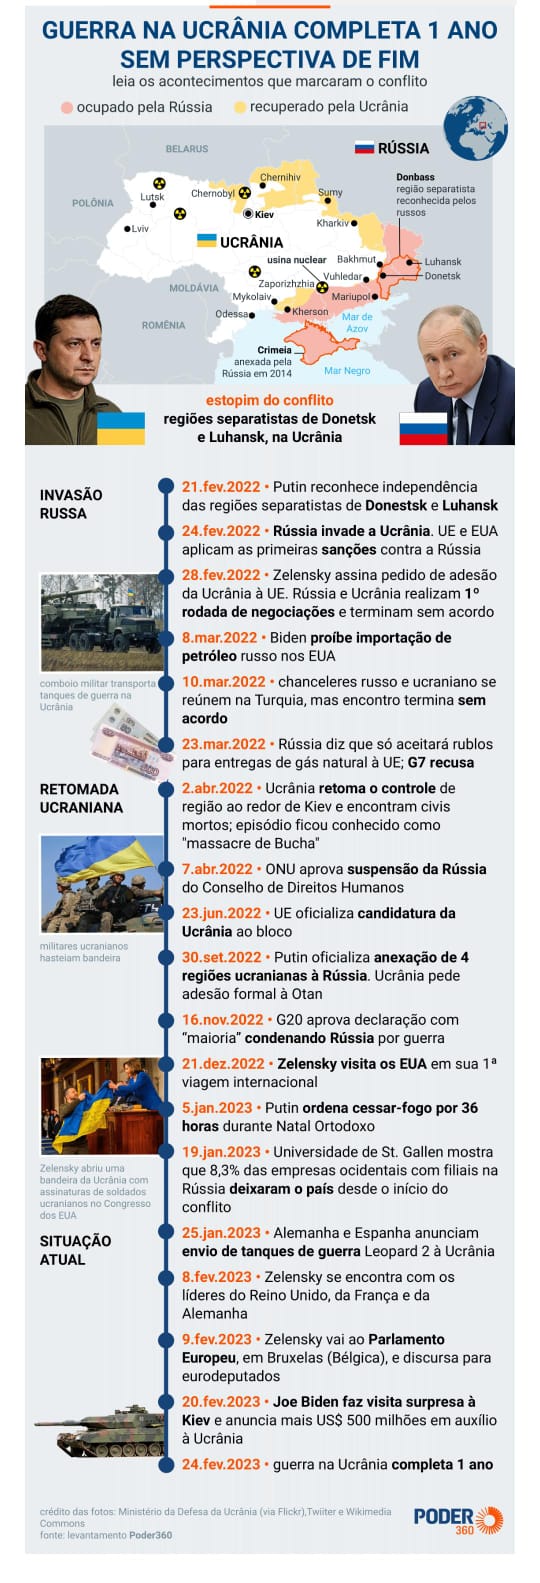 GUERRA NA UCRÂNIA COMPLETA 1 ANO
SEM PERSPECTIVA DE FIM
leia os acontecimentos que marcaram o conflito
ocupado pela Rússia
recuperado pela Ucrânia
BELARUS
RÚSSIA
Chernihiv
Donbass
região separatista
reconhecida pelos
russos
POLÔNIA
Lutsk
Chernobyl
Sumy
Kiev
Lviv
Kharkiv
UCRÂNIA
usina nuclear
Bakhmut
Luhansk
Vuhledar
Donetsk
MOLDÁVIA
Zaporizhzhia
Mykolaiv
Mariupol
Odessa
Kherson
Mar de
Azov
ROMÊNIA
Crimeia
anexada pela
Rússia em 2014
Mar Negro
estopim do conflito
regiões separatistas de Donetsk
e Luhansk, na Ucrânia
INVASÃO
RUSSA
21.fev.2022 • Putin reconhece independência
das regiões separatistas de Donestsk e Luhansk
24.fev.2022 • Rússia invade a Ucrânia. UE e EUA
aplicam as primeiras sanções contra a Rússia
28.fev.2022 • Zelensky assina pedido de adesão
da Ucrânia à UE. Rússia e Ucrânia realizam 1º
rodada de negociações e terminam sem acordo
8.mar.2022 • Biden proíbe importação de
petróleo russo nos EUA
comboio militar transporta
tanques de guerra na
Ucrânia
10.mar.2022 • chanceleres russo e ucraniano se
reúnem na Turquia, mas encontro termina sem
acordo
23.mar.2022 • Rússia diz que só aceitará rublos
para entregas de gás natural à UE; G7 recusa
RETOMADA
UCRANIANA
2.abr.2022 • Ucrânia retoma o controle de
região ao redor de Kiev e encontram civis
mortos; episódio ficou conhecido como
"massacre de Bucha"
7.abr.2022 • ONU aprova suspensão da Rússia
do Conselho de Direitos Humanos
23.jun.2022 • UE oficializa candidatura da
Ucrânia ao bloco
militares ucranianos
hasteiam bandeira
30.set.2022 • Putin oficializa anexação de 4
regiões ucranianas à Rússia. Ucrânia pede
adesão formal à Otan
16.nov.2022 • G20 aprova declaração com
“maioria” condenando Rússia por guerra
21.dez.2022 • Zelensky visita os EUA em sua 1ª
viagem internacional
5.jan.2023 • Putin ordena cessar-fogo por 36
horas durante Natal Ortodoxo
19.jan.2023 • Universidade de St. Gallen mostra
que 8,3% das empresas ocidentais com filiais na
Rússia deixaram o país desde o início do
conflito
Zelensky abriu uma
bandeira da Ucrânia com
assinaturas de soldados
ucranianos no Congresso
dos EUA
SITUAÇÃO
ATUAL
25.jan.2023 • Alemanha e Espanha anunciam
envio de tanques de guerra Leopard 2 à Ucrânia
8.fev.2023 • Zelensky se encontra com os
líderes do Reino Unido, da França e da
Alemanha
9.fev.2023 • Zelensky vai ao Parlamento
Europeu, em Bruxelas (Bélgica), e discursa para
eurodeputados
20.fev.2023 • Joe Biden faz visita surpresa à
Kiev e anuncia mais US$ 500 milhões em auxílio
à Ucrânia
24.fev.2023 • guerra na Ucrânia completa 1 ano
crédito das fotos: Ministério da Defesa da Ucrânia (via Flickr),Twiiter e Wikimedia
Commons
fonte: levantamento Poder360
PODER
360